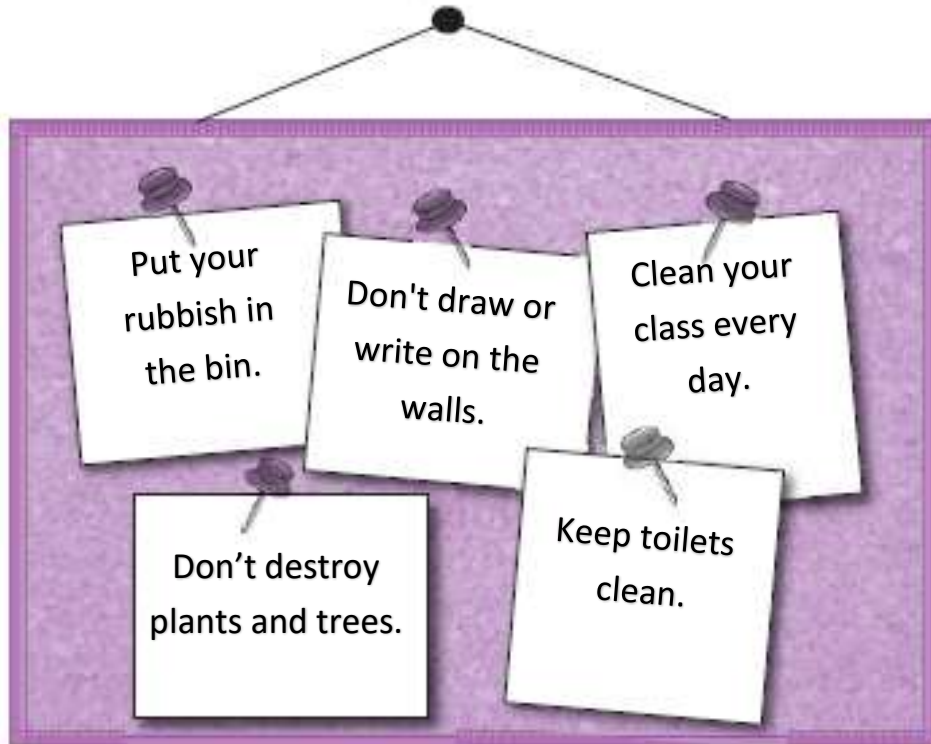 Put your
rubbish in
the bin.
Don't draw or
write on the
walls.
Clean your
class every
day.
Don’t destroy
plants and trees.
Keep toilets
clean.